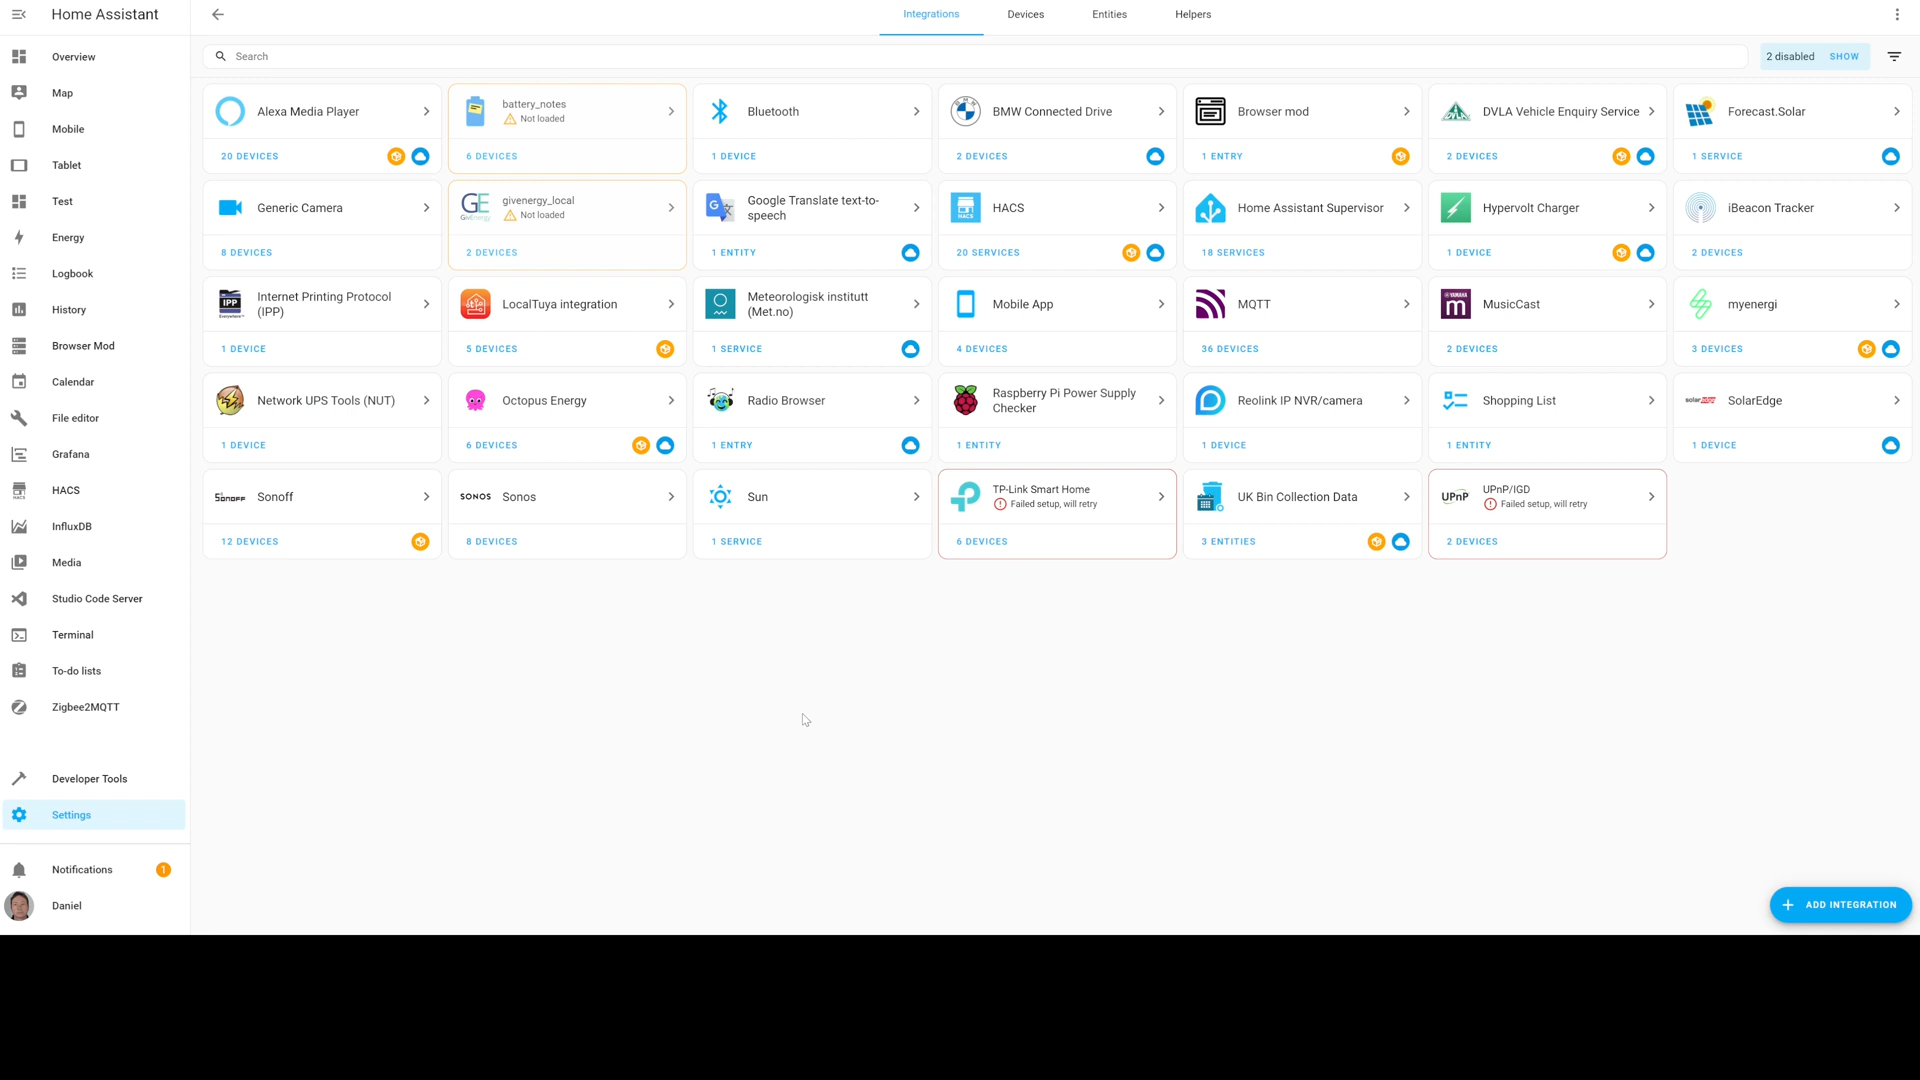 Home Assistant
Integrations
Devices
Entities
Helpers
Search
2 disabled
SHOW
Overview
Map
Mobile
Tablet
Test
Energy
Logbook
History
Browser Mod
Calendar
File editor
Grafana
HACS
InfluxDB
Media
Studio Code Server
Terminal
To-do lists
Zigbee2MQTT
Developer Tools
Settings
Notifications
1
Daniel
Alexa Media Player
20 DEVICES
battery_notes
Not loaded
6 DEVICES
Bluetooth
1 DEVICE
BMW Connected Drive
2 DEVICES
Browser mod
1 ENTRY
DVLA Vehicle Enquiry Service
2 DEVICES
Forecast.Solar
1 SERVICE
Generic Camera
8 DEVICES
GE
GivEnergy
givenergy_local
Not loaded
2 DEVICES
G
Google Translate text-to-
speech
1 ENTITY
HACS
HACS
20 SERVICES
Home Assistant Supervisor
18 SERVICES
Hypervolt Charger
1 DEVICE
iBeacon Tracker
2 DEVICES
IPP
Everywhere
Internet Printing Protocol
(IPP)
1 DEVICE
LocalTuya integration
5 DEVICES
Meteorologisk institutt
(Met.no)
1 SERVICE
Mobile App
4 DEVICES
MQTT
36 DEVICES
YAMAHA
m
MusicCast
2 DEVICES
myenergi
3 DEVICES
Network UPS Tools (NUT)
1 DEVICE
Octopus Energy
6 DEVICES
Radio Browser
1 ENTRY
Raspberry Pi Power Supply
Checker
1 ENTITY
Reolink IP NVR/camera
1 DEVICE
Shopping List
1 ENTITY
solaredge
SolarEdge
1 DEVICE
SONOFF
Sonoff
12 DEVICES
SONOS
Sonos
8 DEVICES
Sun
1 SERVICE
TP-Link Smart Home
Failed setup, will retry
6 DEVICES
UK Bin Collection Data
3 ENTITIES
UPnP
UPnP/IGD
Failed setup, will retry
2 DEVICES
ADD INTEGRATION